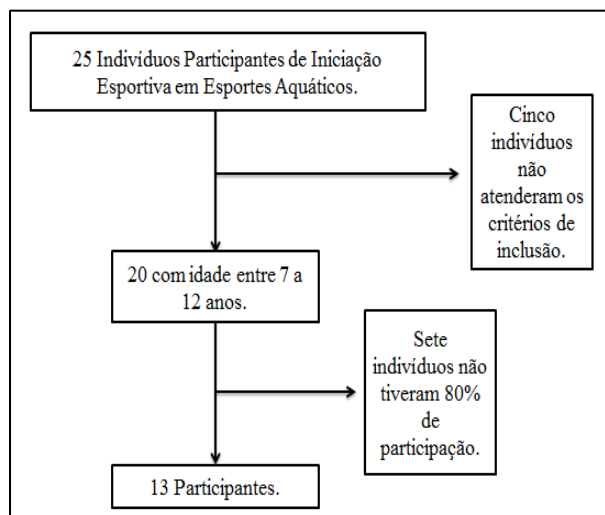 25 Indivíduos Participantes de Iniciação
Esportiva em Esportes Aquáticos.
Cinco
indivíduos
não
atenderam os
critérios de
inclusão.
20 com idade entre 7 a
12 anos.
Sete
indivíduos não
tiveram 80%
de
participação.
13 Participantes.